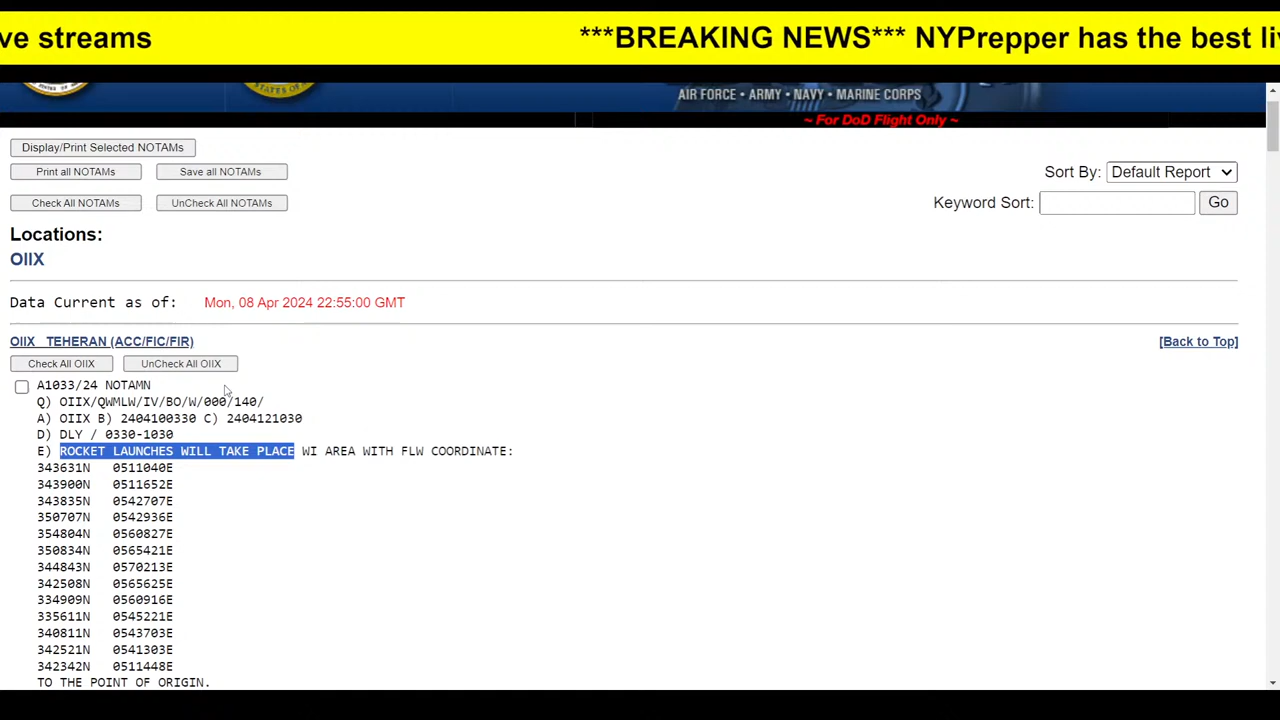 ve streams ***BREAKING NEWS*** NYPrepper has the best li
AIR FORCE • ARMY • NAVY • MARINE CORPS
~ For DoD Flight Only ~
Display/Print Selected NOTAMs
Print all NOTAMs Save all NOTAMs
Sort By: Default Report
Check All NOTAMs UnCheck All NOTAMs
Keyword Sort: Go
Locations:
OIIX
Data Current as of: Mon, 08 Apr 2024 22:55:00 GMT
OIIX TEHERAN (ACC/FIC/FIR) [Back to Top]
Check All OIIX UnCheck All OIIX
A1033/24 NOTAMN
Q) OIIX/QWMLW/IV/BO/W/000/140/
A) OIIX B) 2404100330 C) 2404121030
D) DLY / 0330-1030
E) ROCKET LAUNCHES WILL TAKE PLACE WI AREA WITH FLW COORDINATE:
343631N 0511040E
343900N 0511652E
343835N 0542707E
350707N 0542936E
354804N 0560827E
350834N 0565421E
344843N 0570213E
342508N 0565625E
334909N 0560916E
335611N 0545221E
340811N 0543703E
342521N 0541303E
342342N 0511448E
TO THE POINT OF ORIGIN.